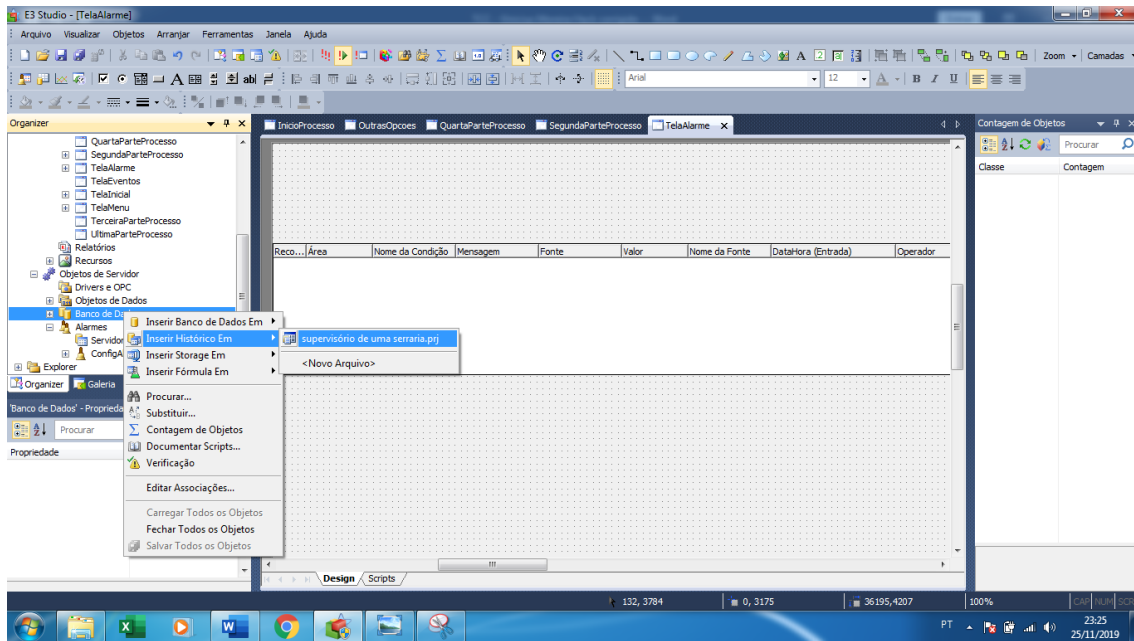 E3 Studio - [TelaAlarme]
Arquivo Visualizar Objetos Arranjar Ferramentas Janela Ajuda
Zoom Camadas
Arial 12
Organizer
InicioProcesso OutrasOpcoes QuartaParteProcesso SegundaParteProcesso TelaAlarme
Contagem de Objetos
Procurar
Classe Contagem
QuartaParteProcesso
SegundaParteProcesso
TelaAlarme
TelaEventos
TelaInicial
TelaMenu
TerceiraParteProcesso
UltimaParteProcesso
Relatórios
Recursos
Objetos de Servidor
Drivers e OPC
Objetos de Dados
Banco de Da
Alarmes
Servidor
ConfigA
Explorer
Organizer Galeria
'Banco de Dados' - Proprieda
Procurar
Propriedade
Reco... Área Nome da Condição Mensagem Fonte Valor Nome da Fonte DataHora (Entrada) Operador
Inserir Banco de Dados Em
Inserir Histórico Em
Inserir Storage Em
Inserir Fórmula Em
Procurar...
Substituir...
Contagem de Objetos
Documentar Scripts...
Verificação
Editar Associações...
Carregar Todos os Objetos
Fechar Todos os Objetos
Salvar Todos os Objetos
supervisório de uma serraria.prj
<Novo Arquivo>
Design Scripts
132, 3784 0, 3175 36195,4207 100% CAP NUM SCR
PT 23:25
25/11/2019